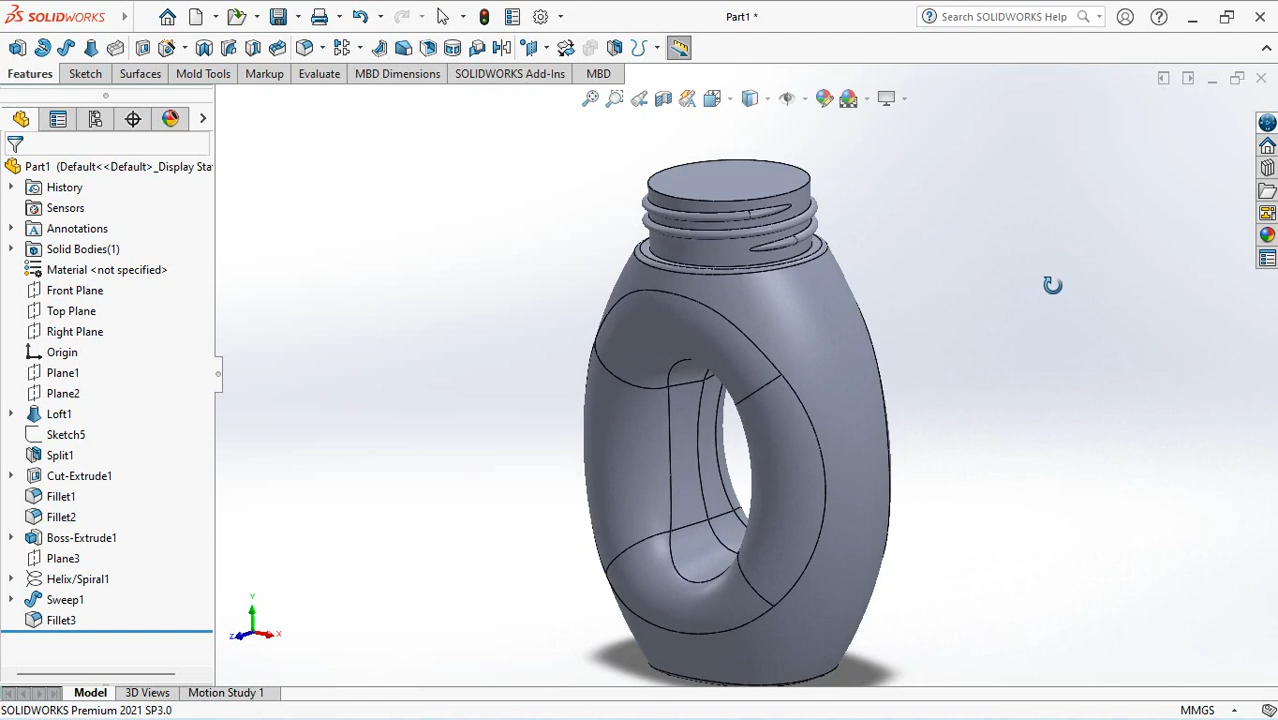 SOLIDWORKS
Part1 *
Search SOLIDWORKS Help
Features
Sketch
Surfaces
Mold Tools
Markup
Evaluate
MBD Dimensions
SOLIDWORKS Add-Ins
MBD
Part1 (Default<<Default>_Display Sta
History
Sensors
Annotations
Solid Bodies(1)
Material <not specified>
Front Plane
Top Plane
Right Plane
Origin
Plane1
Plane2
Loft1
Sketch5
Split1
Cut-Extrude1
Fillet1
Fillet2
Boss-Extrude1
Plane3
Helix/Spiral1
Sweep1
Fillet3
Y
Z
X
Model
3D Views
Motion Study 1
SOLIDWORKS Premium 2021 SP3.0
MMGS